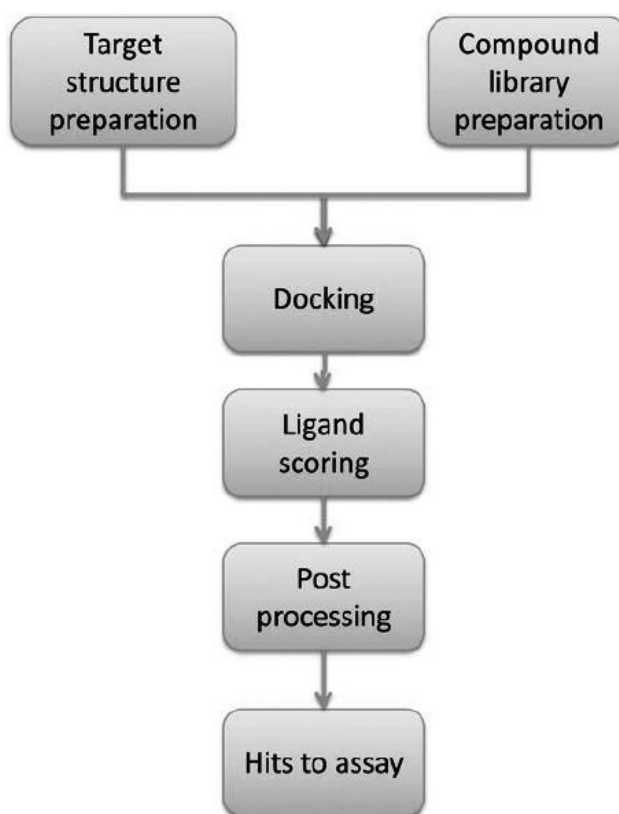 Target
structure
preparation
Compound
library
preparation
Docking
Ligand
scoring
Post
processing
Hits to assay